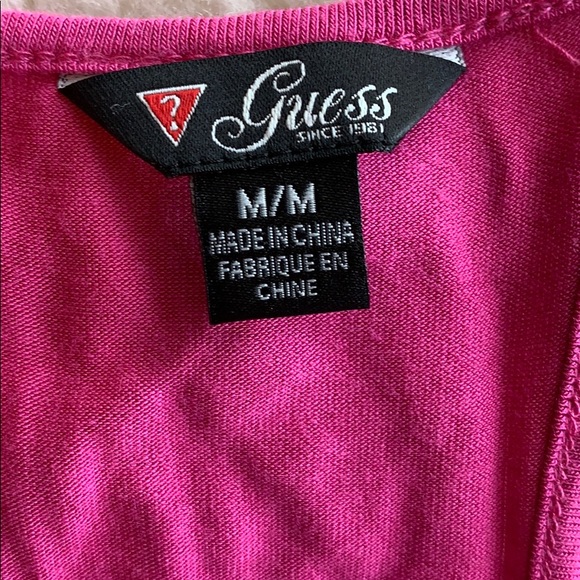 ?
Guess
SINCE 1981
M/M
MADE IN CHINA
FABRIQUE EN
CHINE